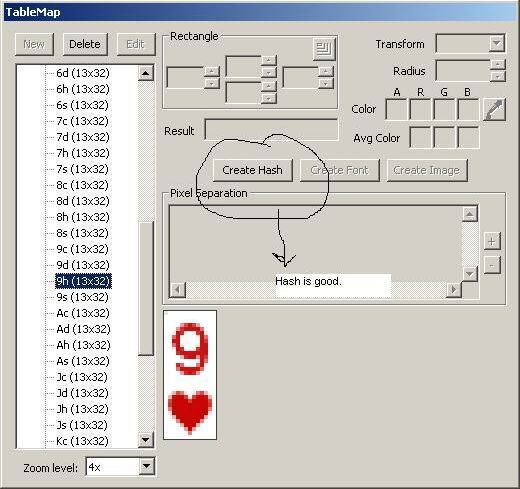 TableMap
New
Delete
Edit
Rectangle
Transform
Radius
A R G B
Color
Avg Color
Result
Create Hash
Create Font
Create Image
Pixel Separation
+
-
Hash is good.
6d (13x32)
6h (13x32)
6s (13x32)
7c (13x32)
7d (13x32)
7h (13x32)
7s (13x32)
8c (13x32)
8d (13x32)
8h (13x32)
8s (13x32)
9c (13x32)
9d (13x32)
9h (13x32)
9s (13x32)
Ac (13x32)
Ad (13x32)
Ah (13x32)
As (13x32)
Jc (13x32)
Jd (13x32)
Jh (13x32)
Js (13x32)
Kc (13x32)
9
Zoom level: 4x